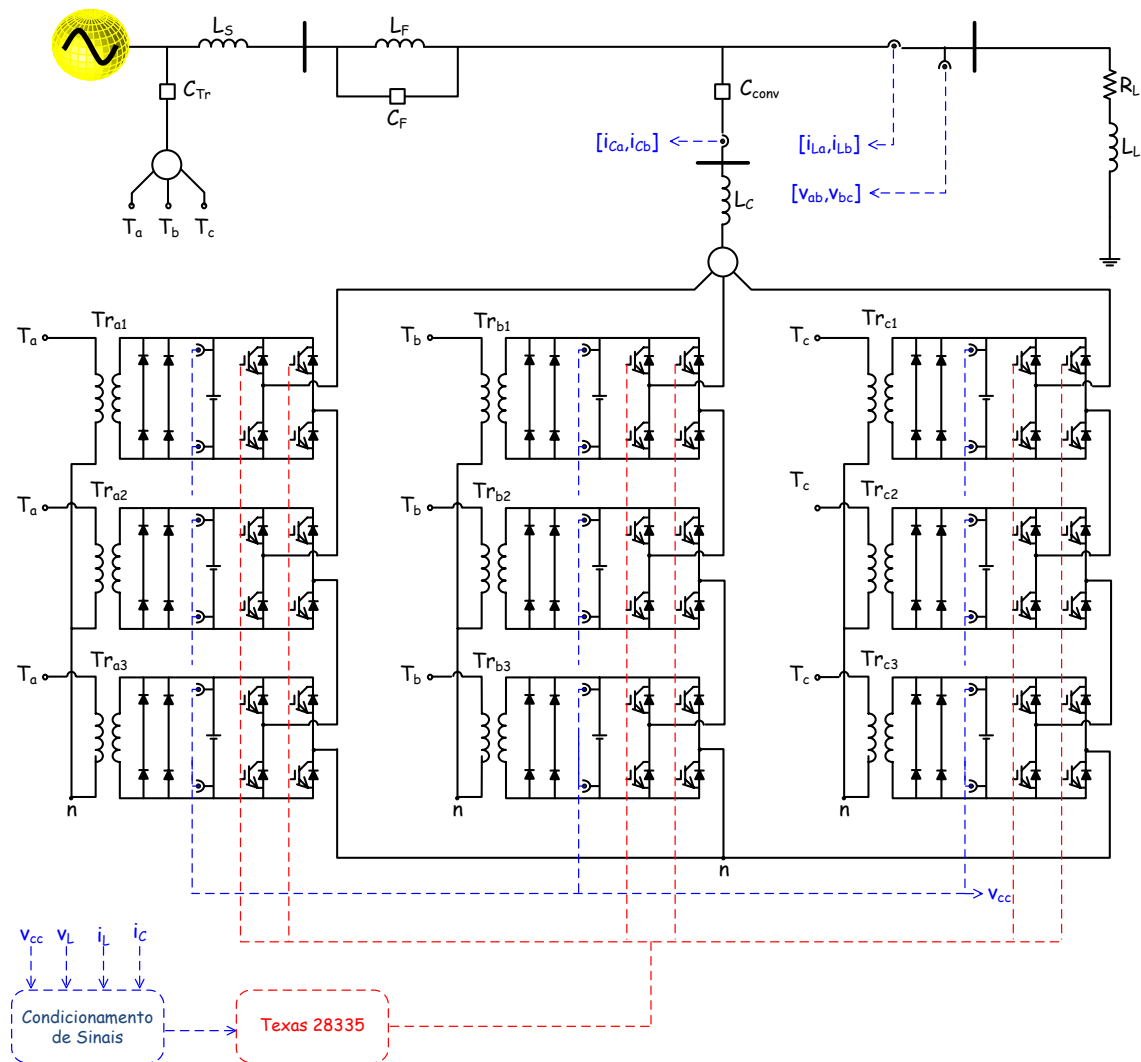 L_S
L_F
C_Tr
C_F
C_conv
R_L
[i_Ca,i_Cb]
[i_La,i_Lb]
L_L
[v_ab,v_bc]
L_C
T_a T_b T_c
T_a Tr_a1
T_b Tr_b1
T_c Tr_c1
T_a Tr_a2
T_b Tr_b2
T_c Tr_c2
T_a Tr_a3
T_b Tr_b3
T_c Tr_c3
n n n
n
v_cc
v_cc v_L i_L i_C
Condicionamento
de Sinais
Texas 28335